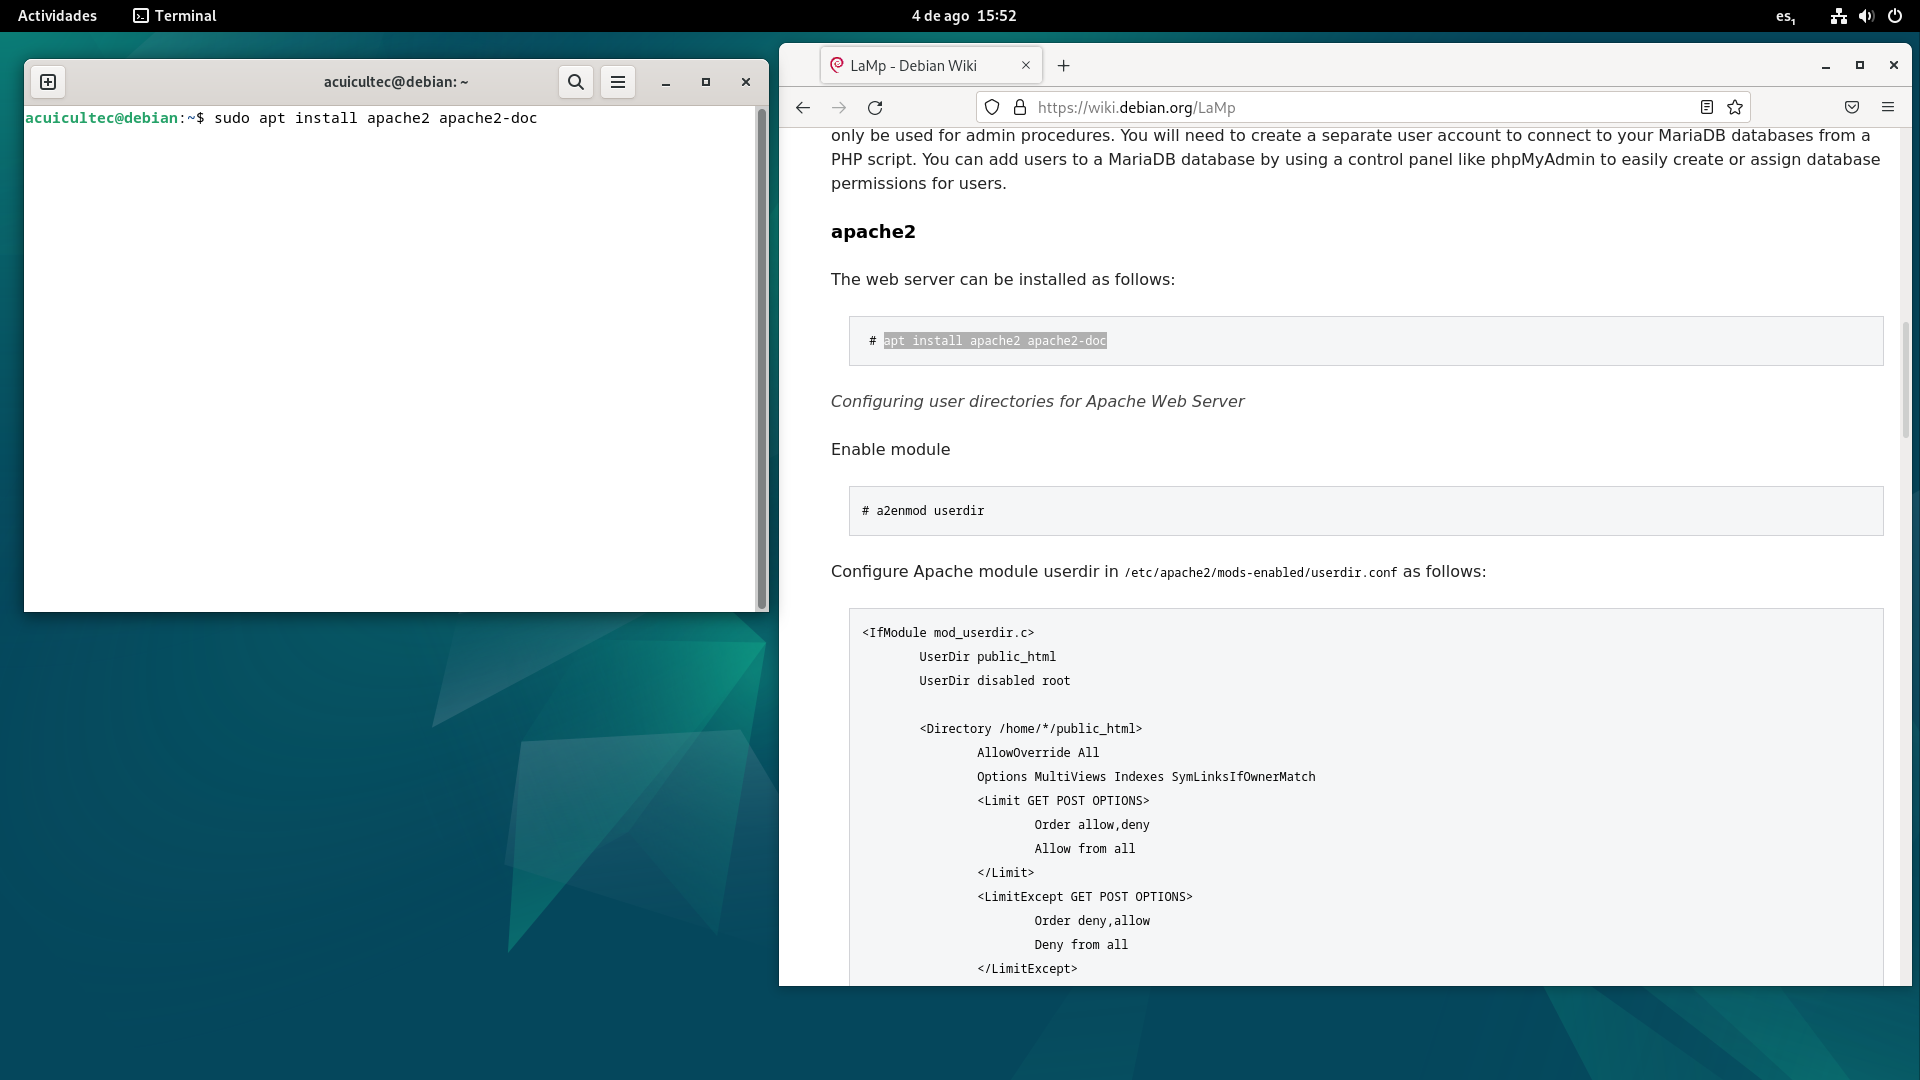 Actividades
Terminal
4 de ago 15:52
es₁
acuicultec@debian: ~
acuicultec@debian:~$ sudo apt install apache2 apache2-doc
LaMp - Debian Wiki
https://wiki.debian.org/LaMp
only be used for admin procedures. You will need to create a separate user account to connect to your MariaDB databases from a
PHP script. You can add users to a MariaDB database by using a control panel like phpMyAdmin to easily create or assign database
permissions for users.
apache2
The web server can be installed as follows:
# apt install apache2 apache2-doc
Configuring user directories for Apache Web Server
Enable module
# a2enmod userdir
Configure Apache module userdir in /etc/apache2/mods-enabled/userdir.conf as follows:
<IfModule mod_userdir.c>
UserDir public_html
UserDir disabled root
<Directory /home/*/public_html>
AllowOverride All
Options MultiViews Indexes SymLinksIfOwnerMatch
<Limit GET POST OPTIONS>
Order allow,deny
Allow from all
</Limit>
<LimitExcept GET POST OPTIONS>
Order deny,allow
Deny from all
</LimitExcept>